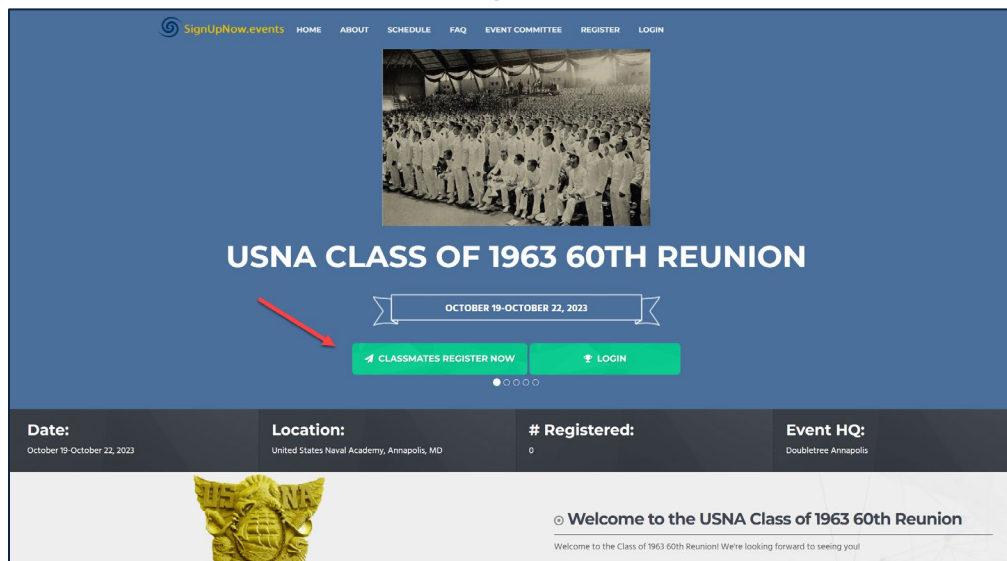 SignUpNow.events HOME ABOUT SCHEDULE FAQ EVENT COMMITTEE REGISTER LOGIN
USNA CLASS OF 1963 60TH REUNION
OCTOBER 19-OCTOBER 22, 2023
CLASSMATES REGISTER NOW LOGIN
Date: Location: # Registered: Event HQ:
October 19-October 22, 2023 United States Naval Academy, Annapolis, MD 0 Doubletree Annapolis
USNA
Welcome to the USNA Class of 1963 60th Reunion
Welcome to the Class of 1963 60th Reunion! We're looking forward to seeing you!